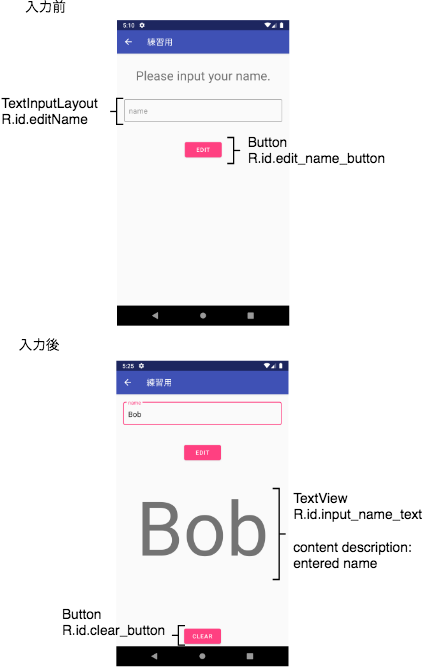 入力前
5:10
練習用
Please input your name.
TextInputLayout
R.id.editName
name
EDIT
Button
R.id.edit_name_button
入力後
5:25
練習用
name
Bob
EDIT
Bob
TextView
R.id.input_name_text
content description:
entered name
Button
R.id.clear_button
CLEAR